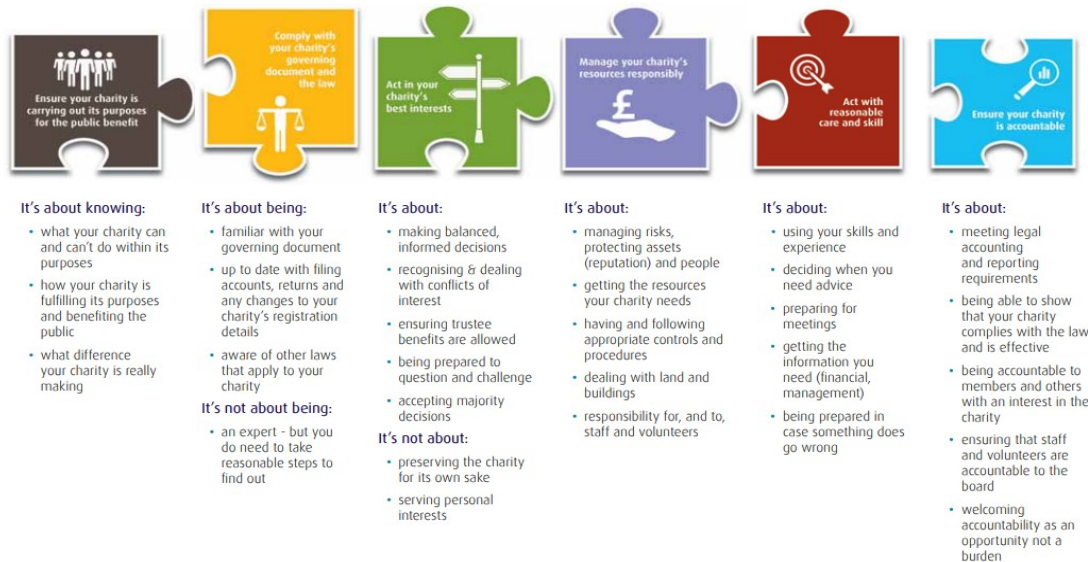 Ensure your charity is
carrying out its purposes
for the public benefit
Comply with
your charity's
governing
document and
the law
Act in your
charity's
best interests
Manage your charity's
resources responsibly
£
Act with
reasonable
care and skill
Ensure your charity
is accountable
It's about knowing:
• what your charity can
and can't do within its
purposes
• how your charity is
fulfilling its purposes
and benefiting the
public
• what difference
your charity is really
making
It's about being:
• familiar with your
governing document
• up to date with filing
accounts, returns and
any changes to your
charity's registration
details
• aware of other laws
that apply to your
charity
It's not about being:
• an expert - but you
do need to take
reasonable steps to
find out
It's about:
• making balanced,
informed decisions
• recognising & dealing
with conflicts of
interest
• ensuring trustee
benefits are allowed
• being prepared to
question and challenge
• accepting majority
decisions
It's not about:
• preserving the charity
for its own sake
• serving personal
interests
It's about:
• managing risks,
protecting assets
(reputation) and people
• getting the resources
your charity needs
• having and following
appropriate controls and
procedures
• dealing with land and
buildings
• responsibility for, and to,
staff and volunteers
It's about:
• using your skills and
experience
• deciding when you
need advice
• preparing for
meetings
• getting the
information you
need (financial,
management)
• being prepared in
case something does
go wrong
It's about:
• meeting legal
accounting
and reporting
requirements
• being able to show
that your charity
complies with the law
and is effective
• being accountable to
members and others
with an interest in the
charity
• ensuring that staff
and volunteers are
accountable to the
board
• welcoming
accountability as an
opportunity not a
burden